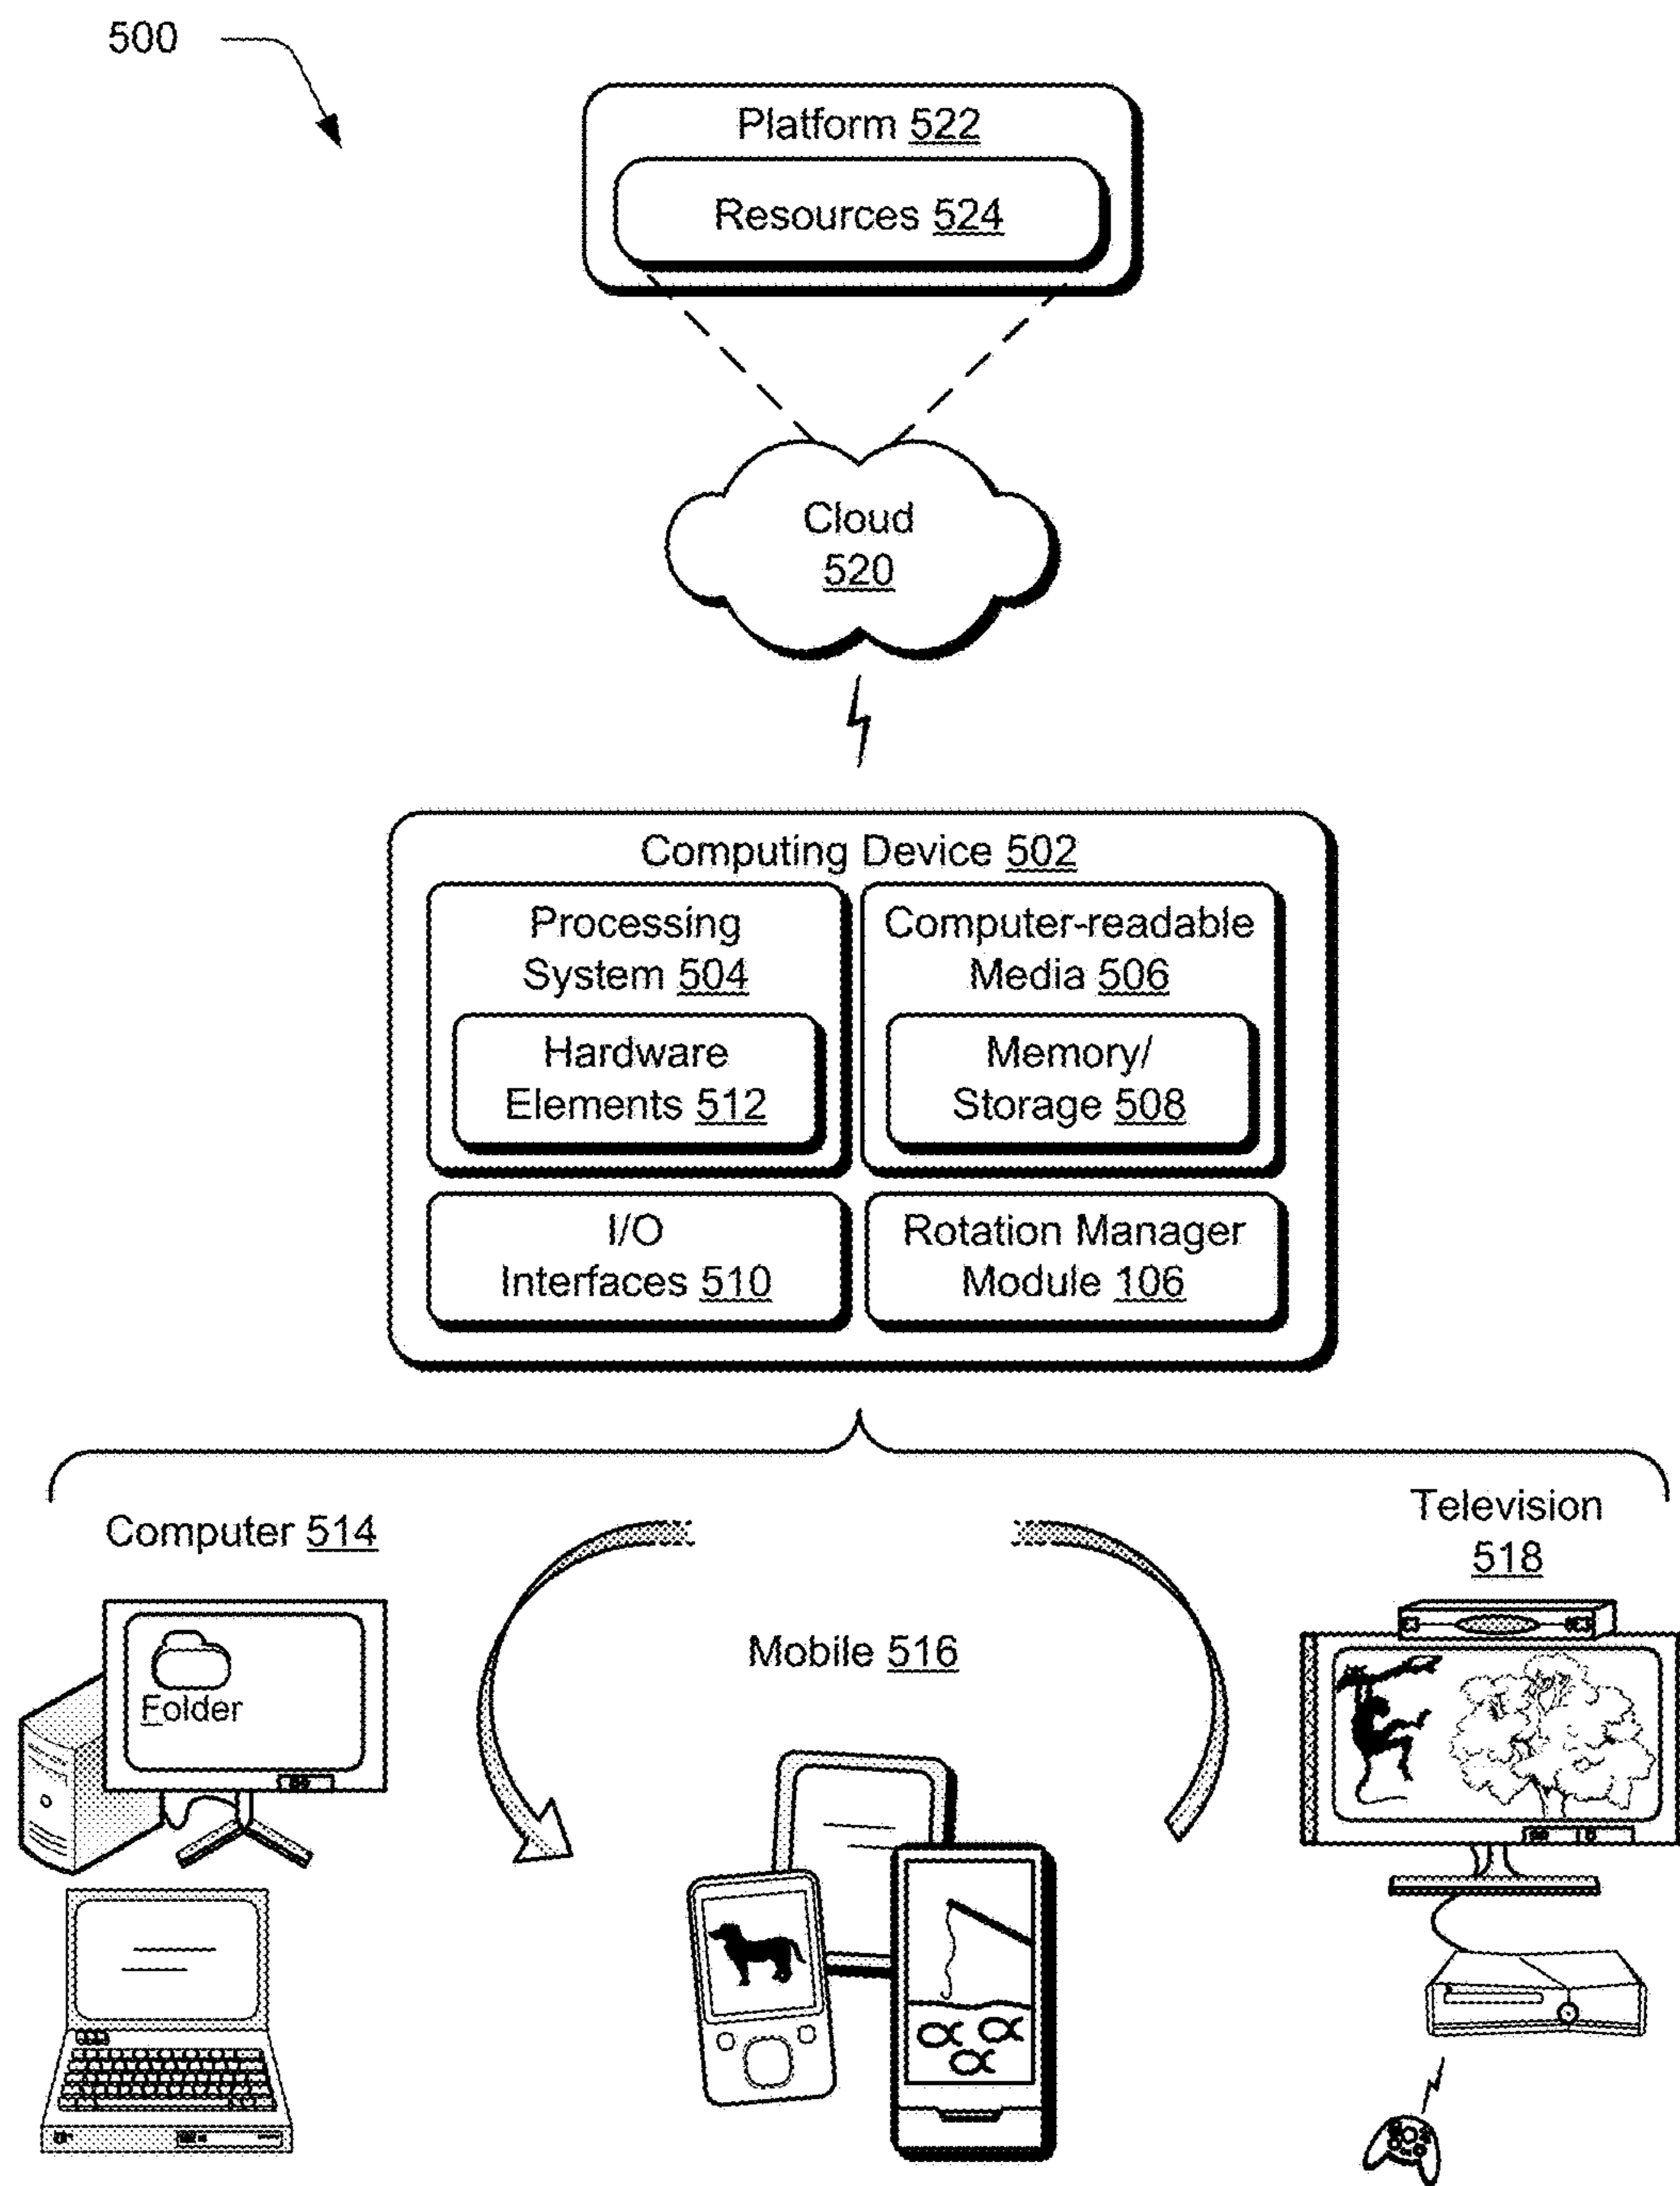 500
Platform 522
Resources 524
Cloud
520
Computing Device 502
Processing
System 504
Hardware
Elements 512
Computer-readable
Media 506
Memory/
Storage 508
I/O
Interfaces 510
Rotation Manager
Module 106
Computer 514
Folder
Mobile 516
Television
518